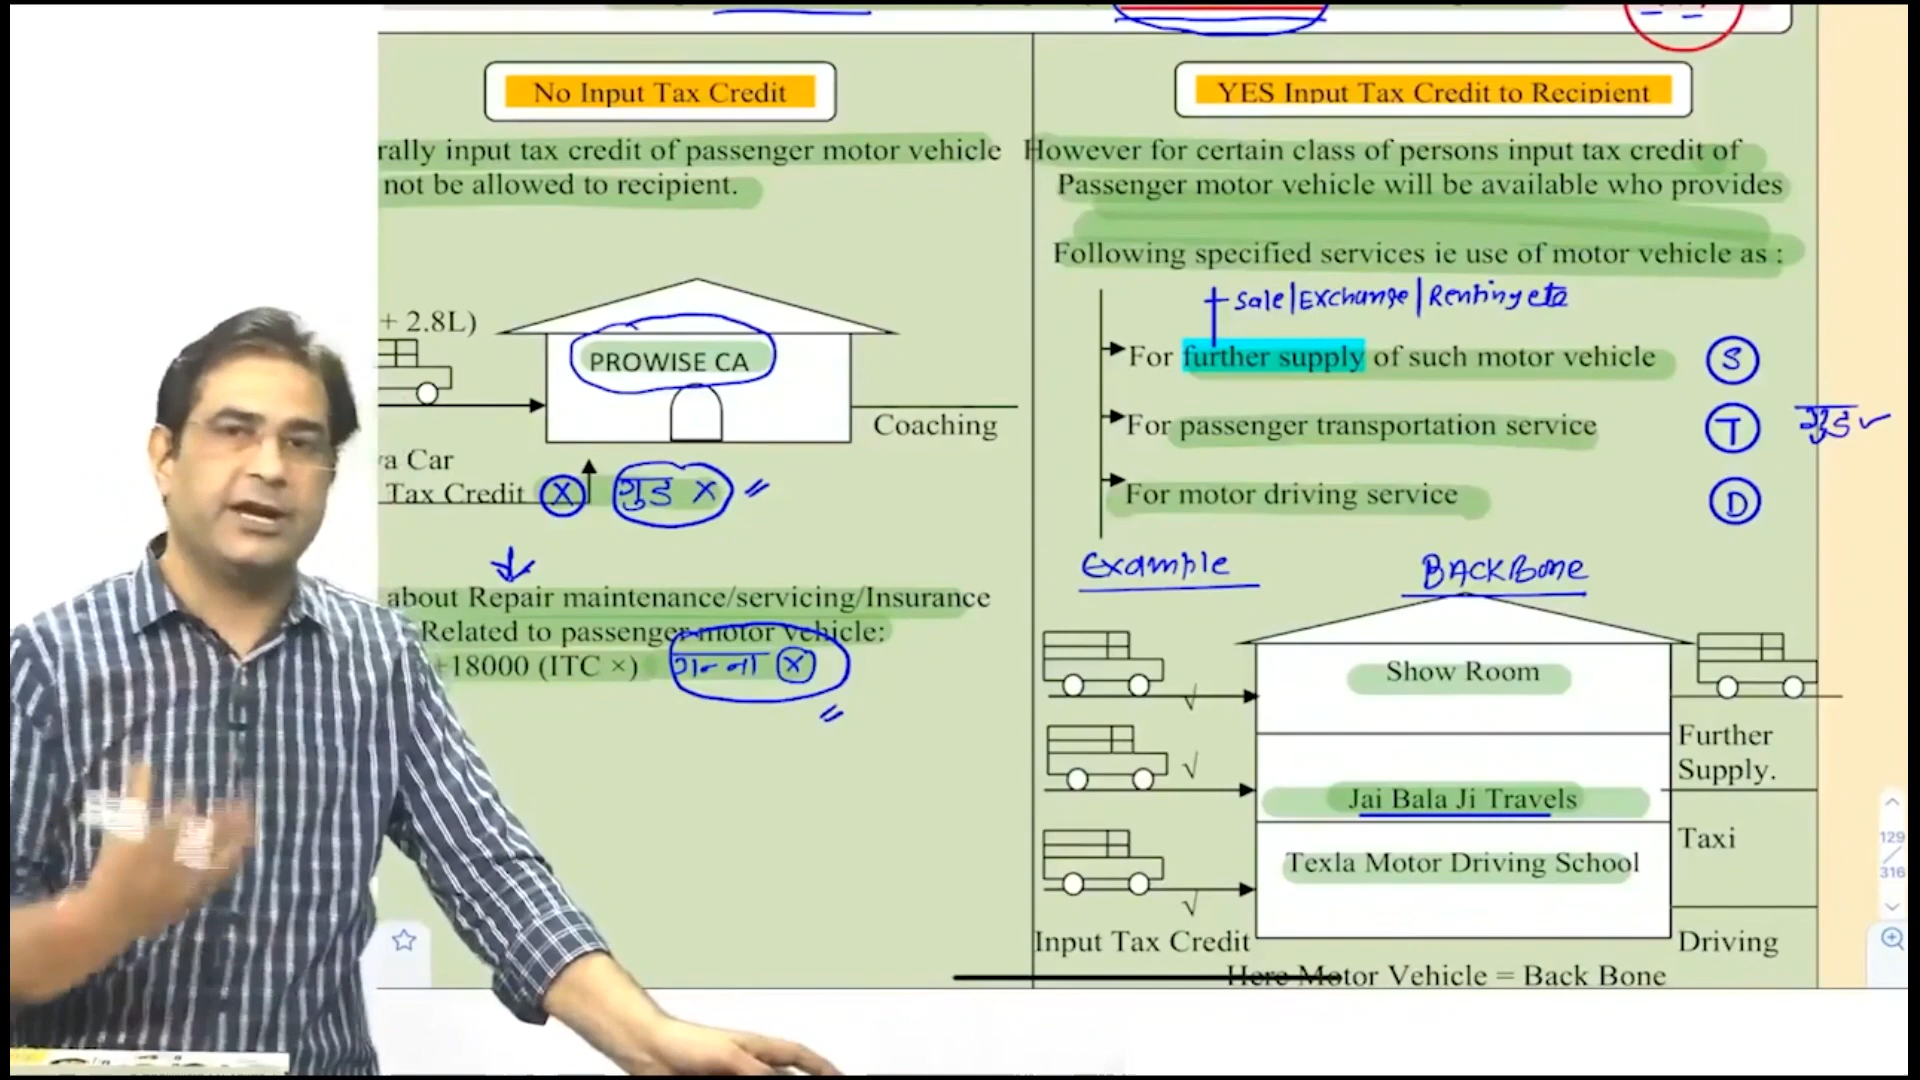 No Input Tax Credit
rally input tax credit of passenger motor vehicle
not be allowed to recipient.
+ 2.8L)
PROWISE CA
Coaching
a Car
Tax Credit X गुड X
about Repair maintenance/servicing/Insurance
Related to passenger motor vehicle:
+18000 (ITC ×) गन्ना X
YES Input Tax Credit to Recipient
However for certain class of persons input tax credit of
Passenger motor vehicle will be available who provides
Following specified services ie use of motor vehicle as :
Sale|Exchange|Renting etc
For further supply of such motor vehicle S
For passenger transportation service T गुड ✓
For motor driving service D
Example BACKBone
Show Room
√
Further
Supply.
√
Jai Bala Ji Travels
Taxi
Texla Motor Driving School
√
Input Tax Credit
Driving
Here Motor Vehicle = Back Bone
129
/
316